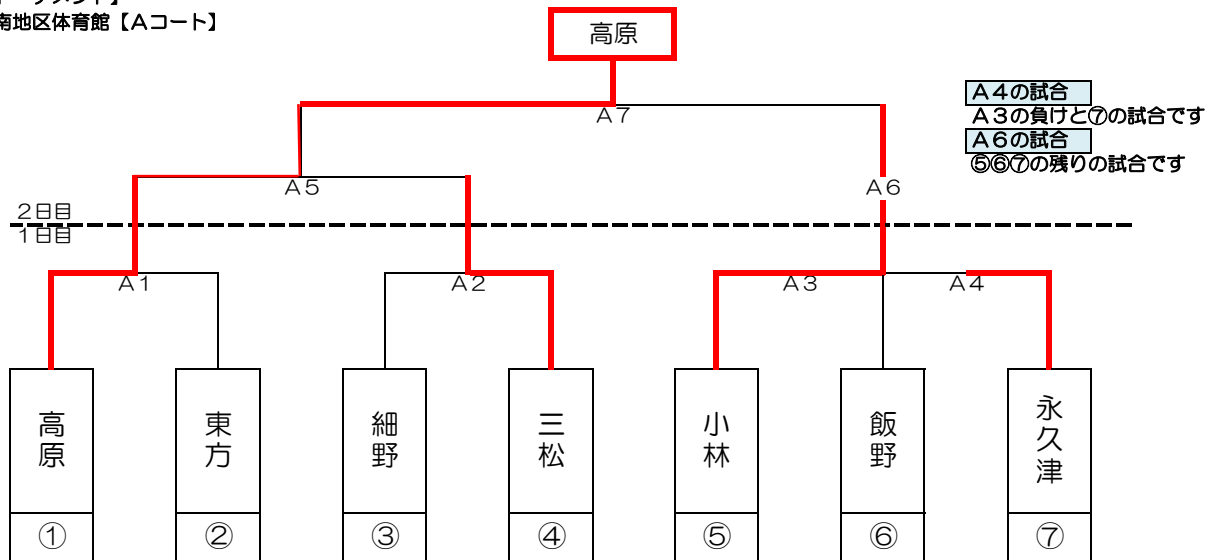 南地区体育館【Aコート】
高原
A7
A4の試合
A3の負けと⑦の試合です
A6の試合
⑤⑥⑦の残りの試合です
A5
A6
2日目
1日目
A1
A2
A3
A4
高原
東方
細野
三松
小林
飯野
永久津
①
②
③
④
⑤
⑥
⑦